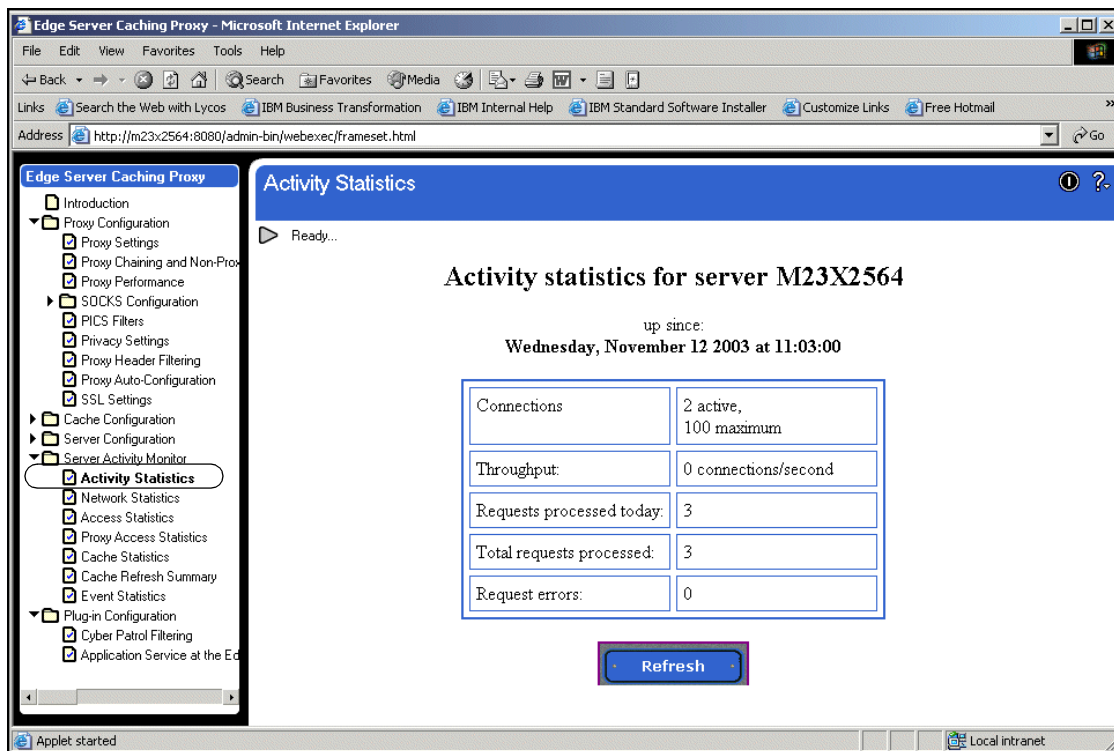 Edge Server Caching Proxy - Microsoft Internet Explorer
File Edit View Favorites Tools Help
Back Search Favorites Media
Links Search the Web with Lycos IBM Business Transformation IBM Internal Help IBM Standard Software Installer Customize Links Free Hotmail »
Address http://m23x2564:8080/admin-bin/webexec/frameset.html Go
Edge Server Caching Proxy
Introduction
Proxy Configuration
Proxy Settings
Proxy Chaining and Non-Prox
Proxy Performance
SOCKS Configuration
PICS Filters
Privacy Settings
Proxy Header Filtering
Proxy Auto-Configuration
SSL Settings
Cache Configuration
Server Configuration
Server Activity Monitor
Activity Statistics
Network Statistics
Access Statistics
Proxy Access Statistics
Cache Statistics
Cache Refresh Summary
Event Statistics
Plug-in Configuration
Cyber Patrol Filtering
Application Service at the Ed
Activity Statistics ?
Ready...
Activity statistics for server M23X2564
up since:
Wednesday, November 12 2003 at 11:03:00
Connections 2 active,
100 maximum
Throughput: 0 connections/second
Requests processed today: 3
Total requests processed: 3
Request errors: 0
Refresh
Applet started Local intranet